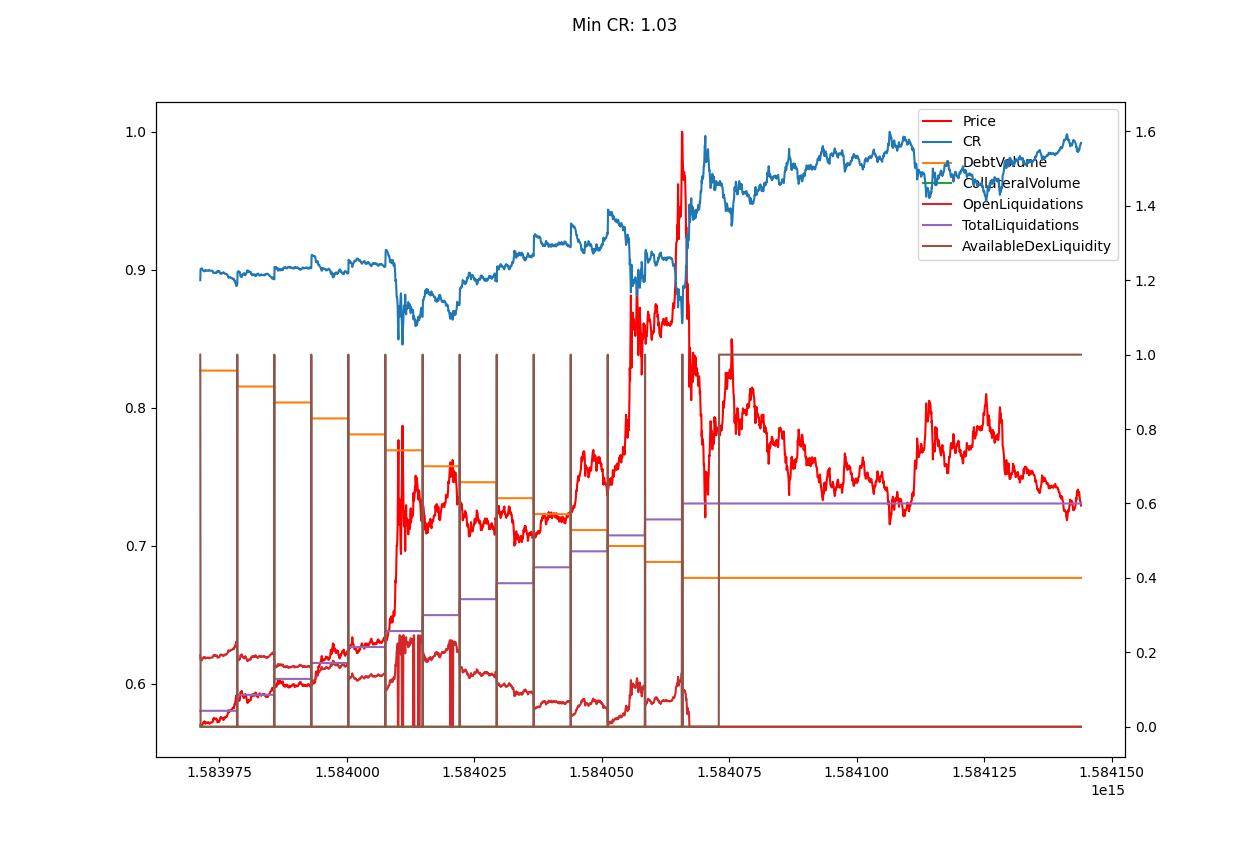 Min CR: 1.03
1.0
0.9
0.8
0.7
0.6
1.6
1.4
1.2
1.0
0.8
0.6
0.4
0.2
0.0
Price
CR
DebtVolume
CollateralVolume
OpenLiquidations
TotalLiquidations
AvailableDexLiquidity
1.583975 1.584000 1.584025 1.584050 1.584075 1.584100 1.584125 1.584150
1e15